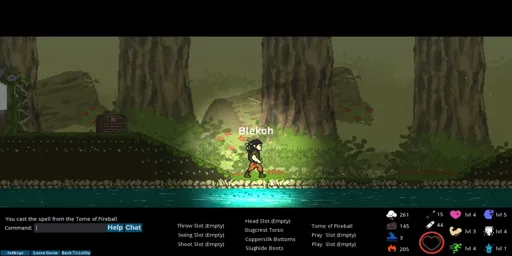 Blekoh
You cast the spell from the Tome of Fireball
Command:
Help Chat
Settings Leave Game Back To Lobby
Throw Slot (Empty)
Swing Slot (Empty)
Shoot Slot (Empty)
Head Slot (Empty)
Slugcrest Torso
Coppersilk Bottoms
Slughide Boots
Tome of Fireball
Pray Slot (Empty)
Play Slot (Empty)
261
145
3
205
15
44
lvl 4
lvl 3
lvl 4
lvl 5
lvl 1
lvl 1